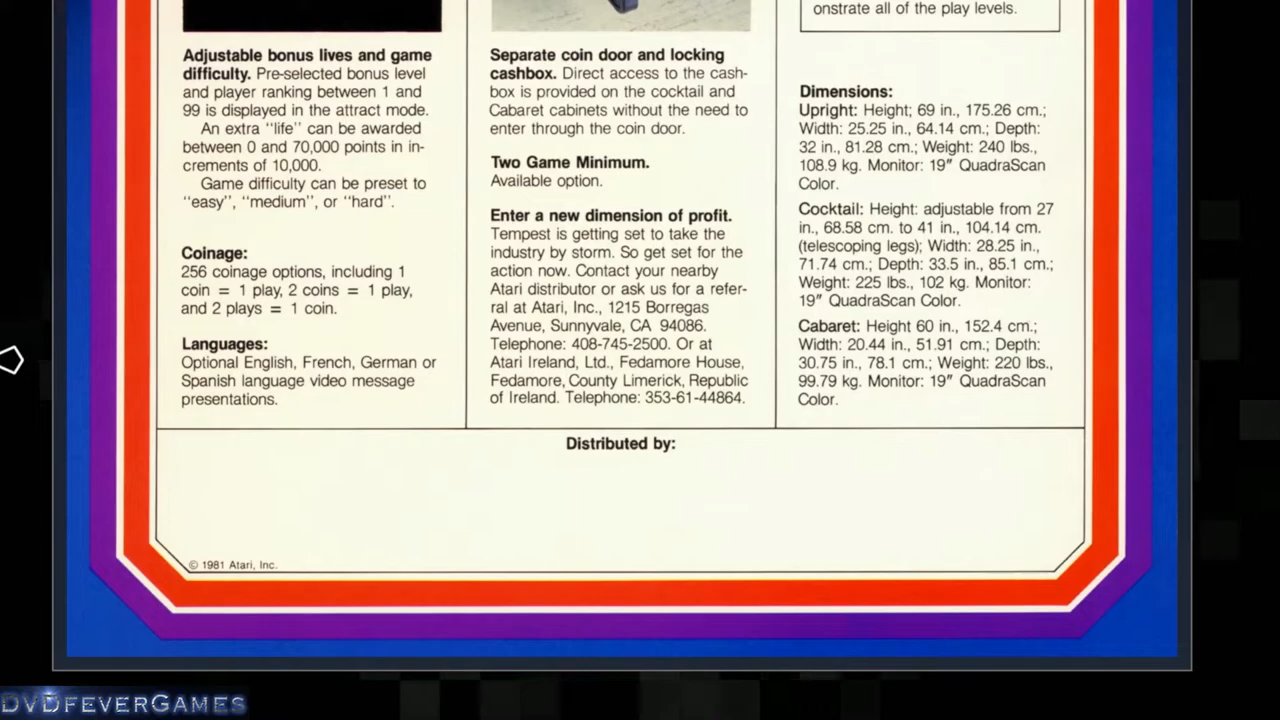 Adjustable bonus lives and game
difficulty. Pre-selected bonus level
and player ranking between 1 and
99 is displayed in the attract mode.
An extra "life" can be awarded
between 0 and 70,000 points in in-
crements of 10,000.
Game difficulty can be preset to
"easy", "medium", or "hard".
Coinage:
256 coinage options, including 1
coin = 1 play, 2 coins = 1 play,
and 2 plays = 1 coin.
Languages:
Optional English, French, German or
Spanish language video message
presentations.
Separate coin door and locking
cashbox. Direct access to the cash-
box is provided on the cocktail and
Cabaret cabinets without the need to
enter through the coin door.
Two Game Minimum.
Available option.
Enter a new dimension of profit.
Tempest is getting set to take the
industry by storm. So get set for the
action now. Contact your nearby
Atari distributor or ask us for a refer-
ral at Atari, Inc., 1215 Borregas
Avenue, Sunnyvale, CA 94086.
Telephone: 408-745-2500. Or at
Atari Ireland, Ltd., Fedamore House,
Fedamore, County Limerick, Republic
of Ireland. Telephone: 353-61-44864.
onstrate all of the play levels.
Dimensions:
Upright: Height; 69 in., 175.26 cm.;
Width: 25.25 in., 64.14 cm.; Depth:
32 in., 81.28 cm.; Weight: 240 lbs.,
108.9 kg. Monitor: 19" QuadraScan
Color.
Cocktail: Height: adjustable from 27
in., 68.58 cm. to 41 in., 104.14 cm.
(telescoping legs); Width: 28.25 in.,
71.74 cm.; Depth: 33.5 in., 85.1 cm.;
Weight: 225 lbs., 102 kg. Monitor:
19" QuadraScan Color.
Cabaret: Height 60 in., 152.4 cm.;
Width: 20.44 in., 51.91 cm.; Depth:
30.75 in., 78.1 cm.; Weight: 220 lbs.,
99.79 kg. Monitor: 19" QuadraScan
Color.
Distributed by:
© 1981 Atari, Inc.
DVDFEVERGAMES